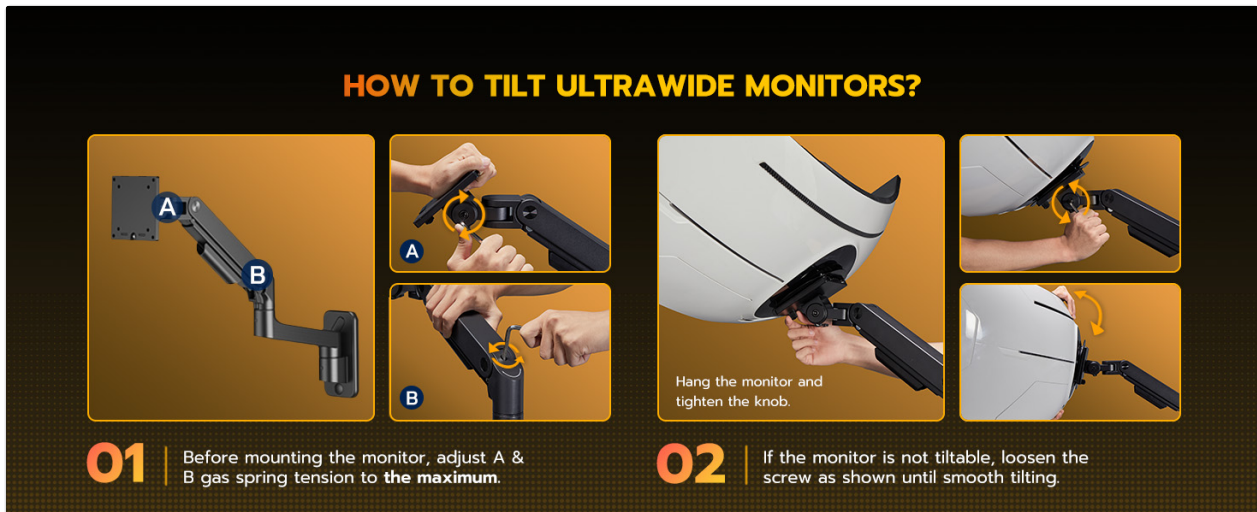 HOW TO TILT ULTRAWIDE MONITORS?
A
B
A
B
Hang the monitor and
tighten the knob.
01
Before mounting the monitor, adjust A &
B gas spring tension to the maximum.
02
If the monitor is not tiltable, loosen the
screw as shown until smooth tilting.